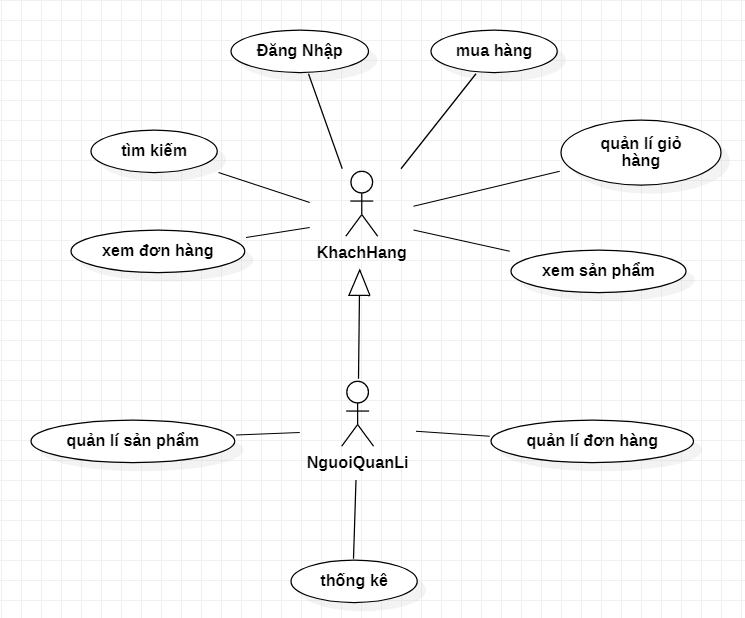 Đăng Nhập
mua hàng
tìm kiếm
quản lí giỏ
hàng
xem đơn hàng
KhachHang
xem sản phẩm
quản lí sản phẩm
quản lí đơn hàng
NguoiQuanLi
thống kê